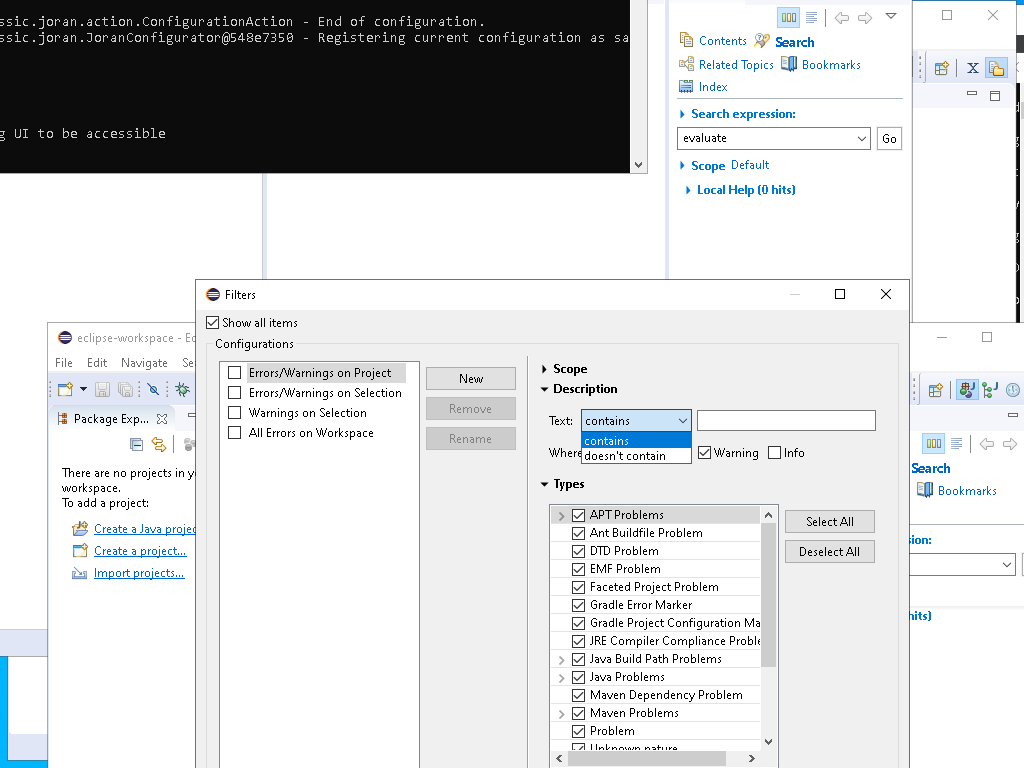 ssic.joran.action.ConfigurationAction - End of configuration.
ssic.joran.JoranConfigurator@548e7350 - Registering current configuration as sa
g UI to be accessible
Contents
Search
Related Topics
Bookmarks
Index
Search expression:
evaluate
Go
Scope Default
Local Help (0 hits)
Filters
Show all items
Configurations
Errors/Warnings on Project
Errors/Warnings on Selection
Warnings on Selection
All Errors on Workspace
New
Remove
Rename
Scope
Description
Text:
contains
contains
doesn't contain
Where
Warning
Info
Types
APT Problems
Ant Buildfile Problem
DTD Problem
EMF Problem
Faceted Project Problem
Gradle Error Marker
Gradle Project Configuration Ma
JRE Compiler Compliance Proble
Java Build Path Problems
Java Problems
Maven Dependency Problem
Maven Problems
Problem
Unknown nature
Select All
Deselect All
eclipse-workspace - Ec
File Edit Navigate Se
Package Exp...
There are no projects in y
workspace.
To add a project:
Create a Java projec
Create a project...
Import projects...
Search
Bookmarks
sion:
hits)